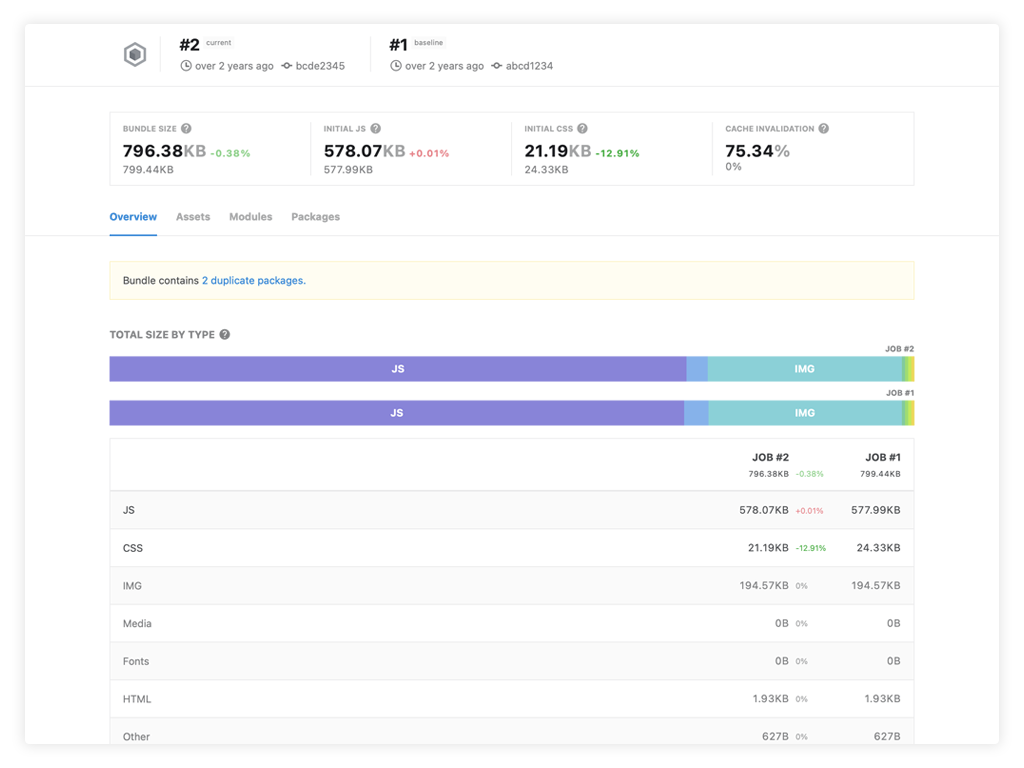 #2 current
over 2 years ago bcde2345
#1 baseline
over 2 years ago abcd1234
BUNDLE SIZE ?
796.38KB -0.38%
799.44KB
INITIAL JS ?
578.07KB +0.01%
577.99KB
INITIAL CSS ?
21.19KB -12.91%
24.33KB
CACHE INVALIDATION ?
75.34%
0%
Overview Assets Modules Packages
Bundle contains 2 duplicate packages.
TOTAL SIZE BY TYPE ?
JOB #2
JS IMG
JOB #1
JS IMG
JOB #2 JOB #1
796.38KB -0.38% 799.44KB
JS 578.07KB +0.01% 577.99KB
CSS 21.19KB -12.91% 24.33KB
IMG 194.57KB 0% 194.57KB
Media 0B 0% 0B
Fonts 0B 0% 0B
HTML 1.93KB 0% 1.93KB
Other 627B 0% 627B